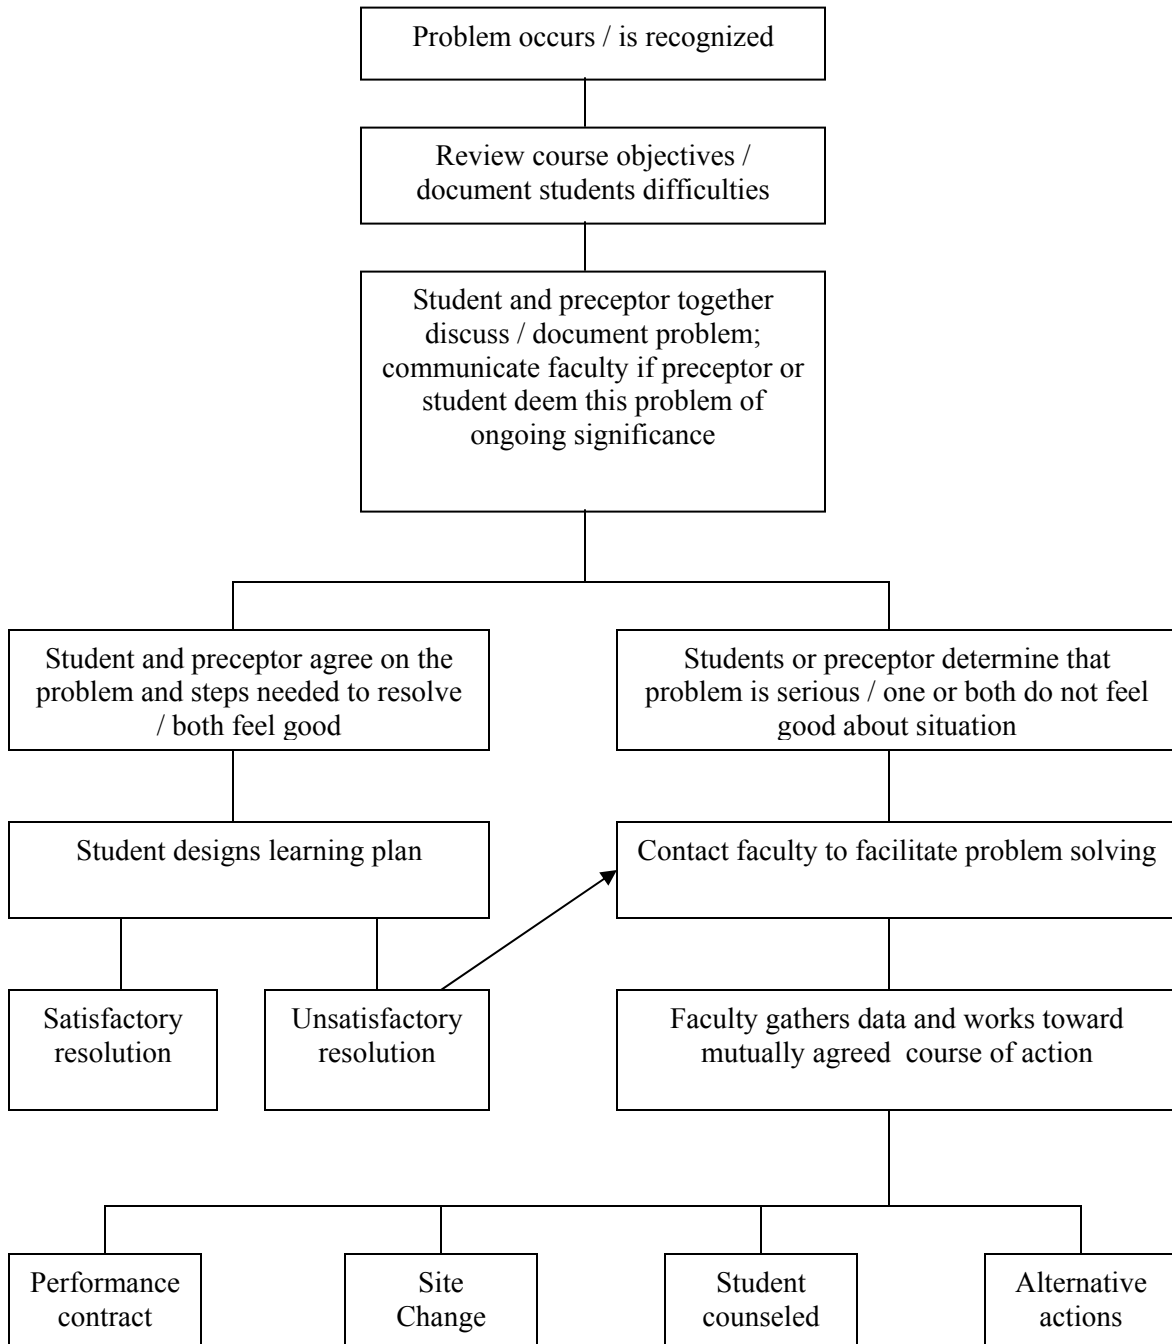 Problem occurs / is recognized
Review course objectives /
document students difficulties
Student and preceptor together
discuss / document problem;
communicate faculty if preceptor or
student deem this problem of
ongoing significance
Student and preceptor agree on the
problem and steps needed to resolve
/ both feel good
Students or preceptor determine that
problem is serious / one or both do not feel
good about situation
Student designs learning plan
Contact faculty to facilitate problem solving
Satisfactory
resolution
Unsatisfactory
resolution
Faculty gathers data and works toward
mutually agreed  course of action
Performance
contract
Site
Change
Student
counseled
Alternative
actions